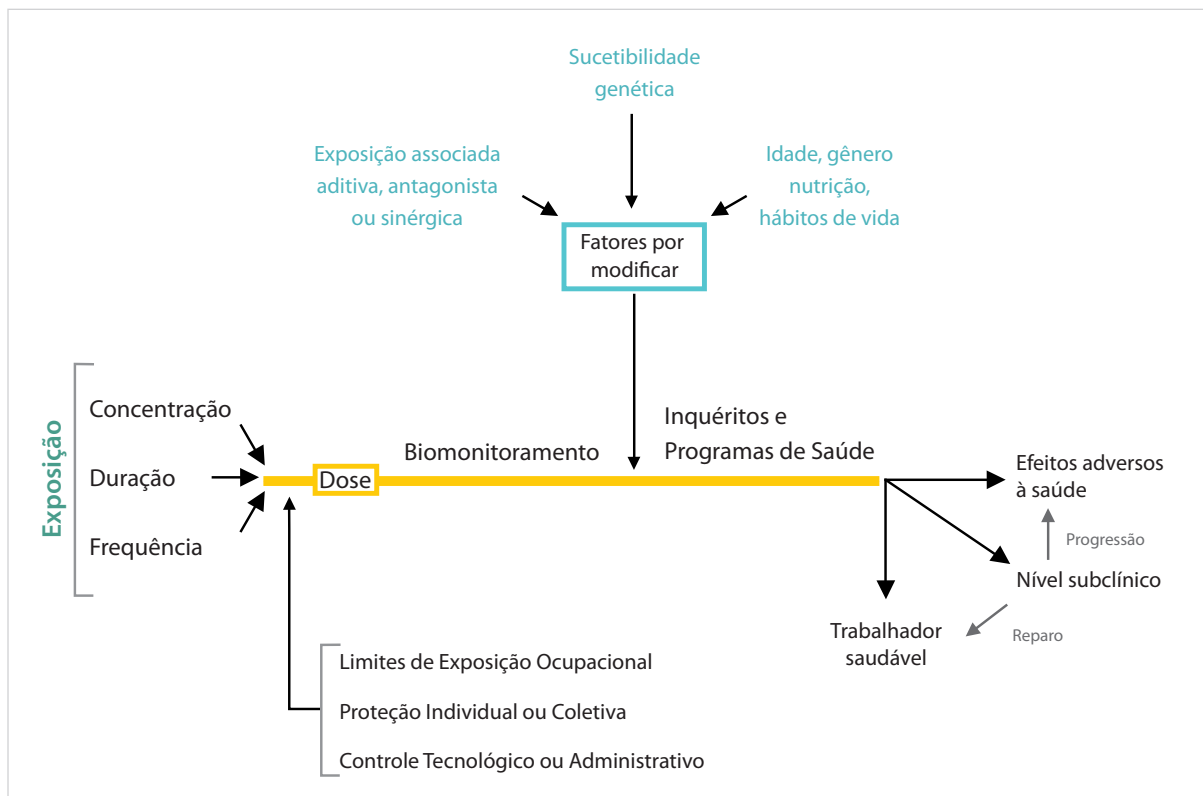 Sucetibilidade
genética
Exposição associada
aditiva, antagonista
ou sinérgica
Idade, gênero
nutrição,
hábitos de vida
Fatores por
modificar
Exposição
Concentração
Duração
Frequência
Dose
Biomonitoramento
Inquéritos e
Programas de Saúde
Efeitos adversos
à saúde
Progressão
Nível subclínico
Reparo
Trabalhador
saudável
Limites de Exposição Ocupacional
Proteção Individual ou Coletiva
Controle Tecnológico ou Administrativo